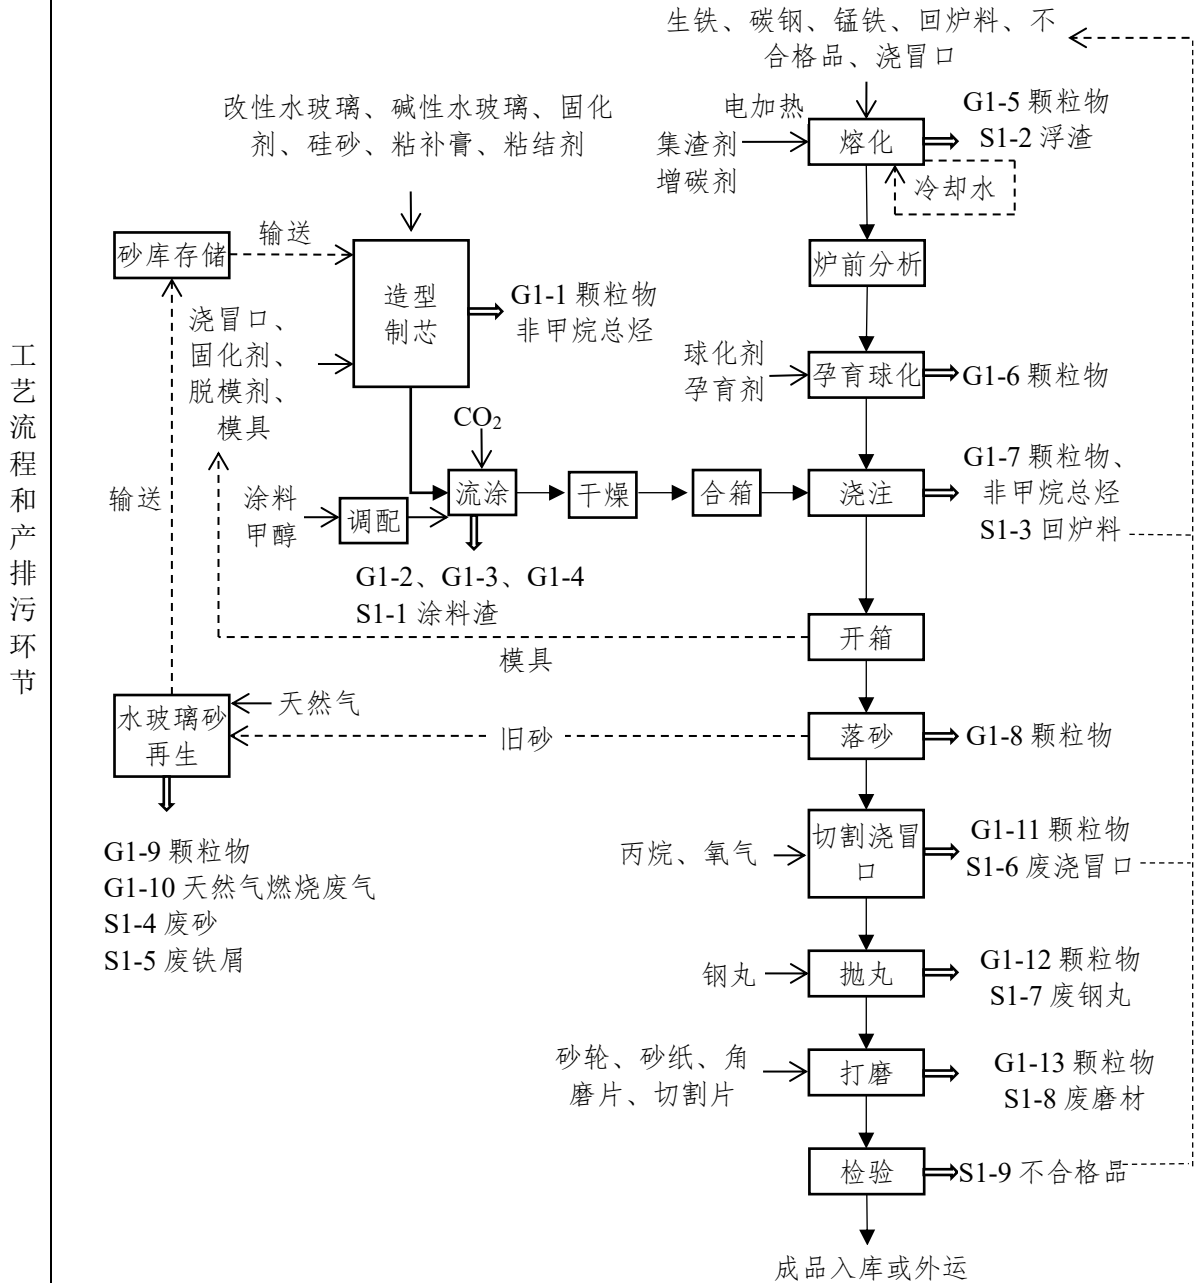 工艺流程和产排污环节
生铁、碳钢、锰铁、回炉料、不
合格品、浇冒口
改性水玻璃、碱性水玻璃、固化
剂、硅砂、粘补膏、粘结剂
电加热
集渣剂
增碳剂
熔化
G1-5 颗粒物
S1-2 浮渣
冷却水
砂库存储
输送
造型
制芯
G1-1 颗粒物
非甲烷总烃
炉前分析
浇冒口、
固化剂、
脱模剂、
模具
球化剂
孕育剂
孕育球化
G1-6 颗粒物
CO₂
输送
涂料
甲醇
调配
流涂
干燥
合箱
浇注
G1-7 颗粒物、
非甲烷总烃
S1-3 回炉料
G1-2、G1-3、G1-4
S1-1 涂料渣
开箱
模具
水玻璃砂
再生
天然气
旧砂
落砂
G1-8 颗粒物
G1-9 颗粒物
G1-10 天然气燃烧废气
S1-4 废砂
S1-5 废铁屑
丙烷、氧气
切割浇冒
口
G1-11 颗粒物
S1-6 废浇冒口
钢丸
抛丸
G1-12 颗粒物
S1-7 废钢丸
砂轮、砂纸、角
磨片、切割片
打磨
G1-13 颗粒物
S1-8 废磨材
检验
S1-9 不合格品
成品入库或外运